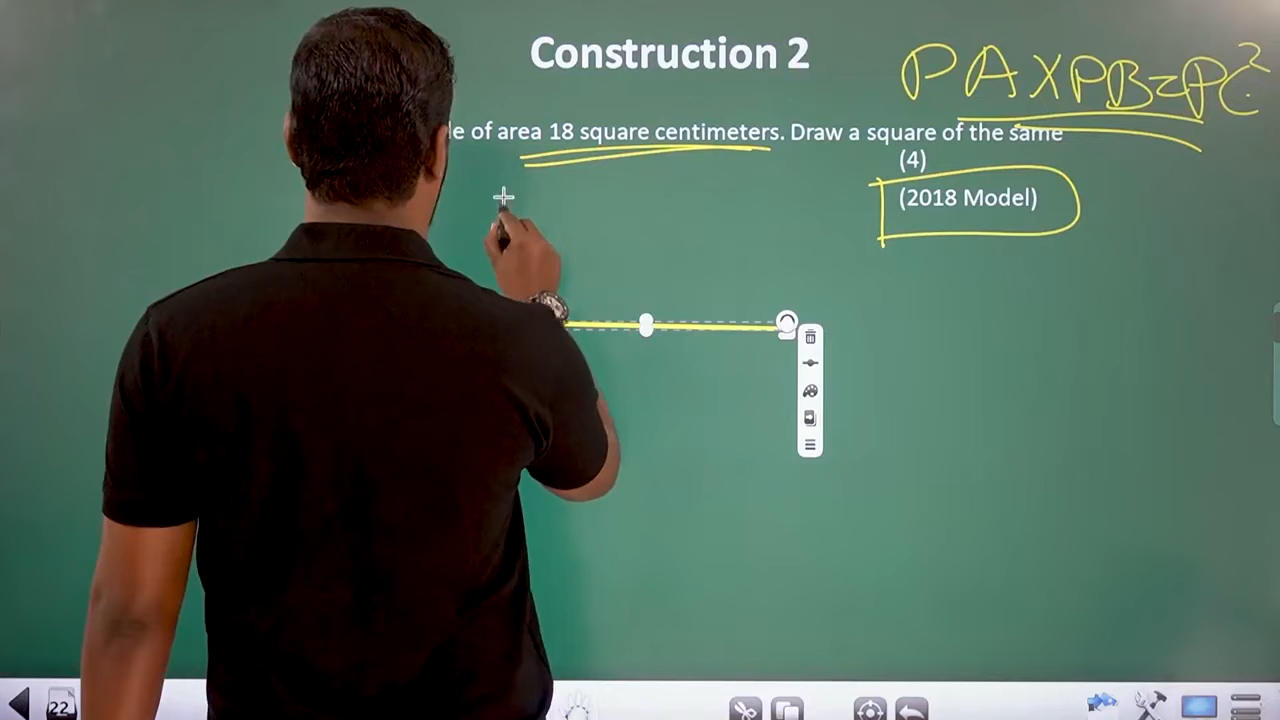 Construction 2
PA X PB = PC²
of area 18 square centimeters. Draw a square of the same
(4)
(2018 Model)
22